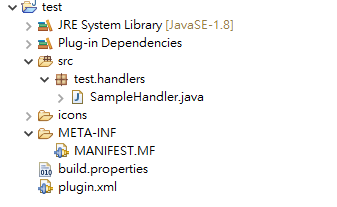 test
JRE System Library [JavaSE-1.8]
Plug-in Dependencies
src
test.handlers
SampleHandler.java
icons
META-INF
MANIFEST.MF
build.properties
plugin.xml